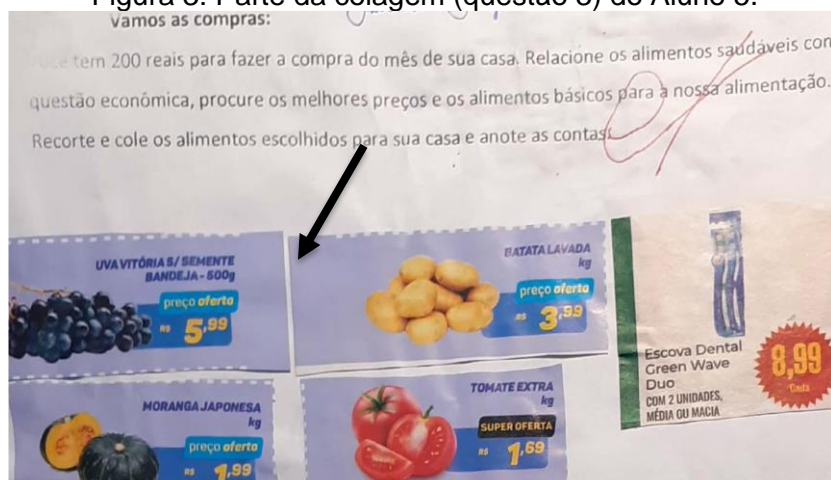 Figura 3. Parte da colagem (questão 3) do Aluno 3.
Vamos as compras:
tem 200 reais para fazer a compra do mês de sua casa. Relacione os alimentos saudáveis com
questão econômica, procure os melhores preços e os alimentos básicos para a nossa alimentação.
Recorte e cole os alimentos escolhidos para sua casa e anote as contas.
UVA VITÓRIA S/ SEMENTE
BANDEJA - 500g
preço oferta
R$ 5,99
BATATA LAVADA
kg
preço oferta
R$ 3,99
Escova Dental
Green Wave
Duo
COM 2 UNIDADES,
MÉDIA OU MACIA
8,99
Cada
MORANGA JAPONESA
kg
preço oferta
R$ 1,99
TOMATE EXTRA
kg
SUPER OFERTA
R$ 1,69